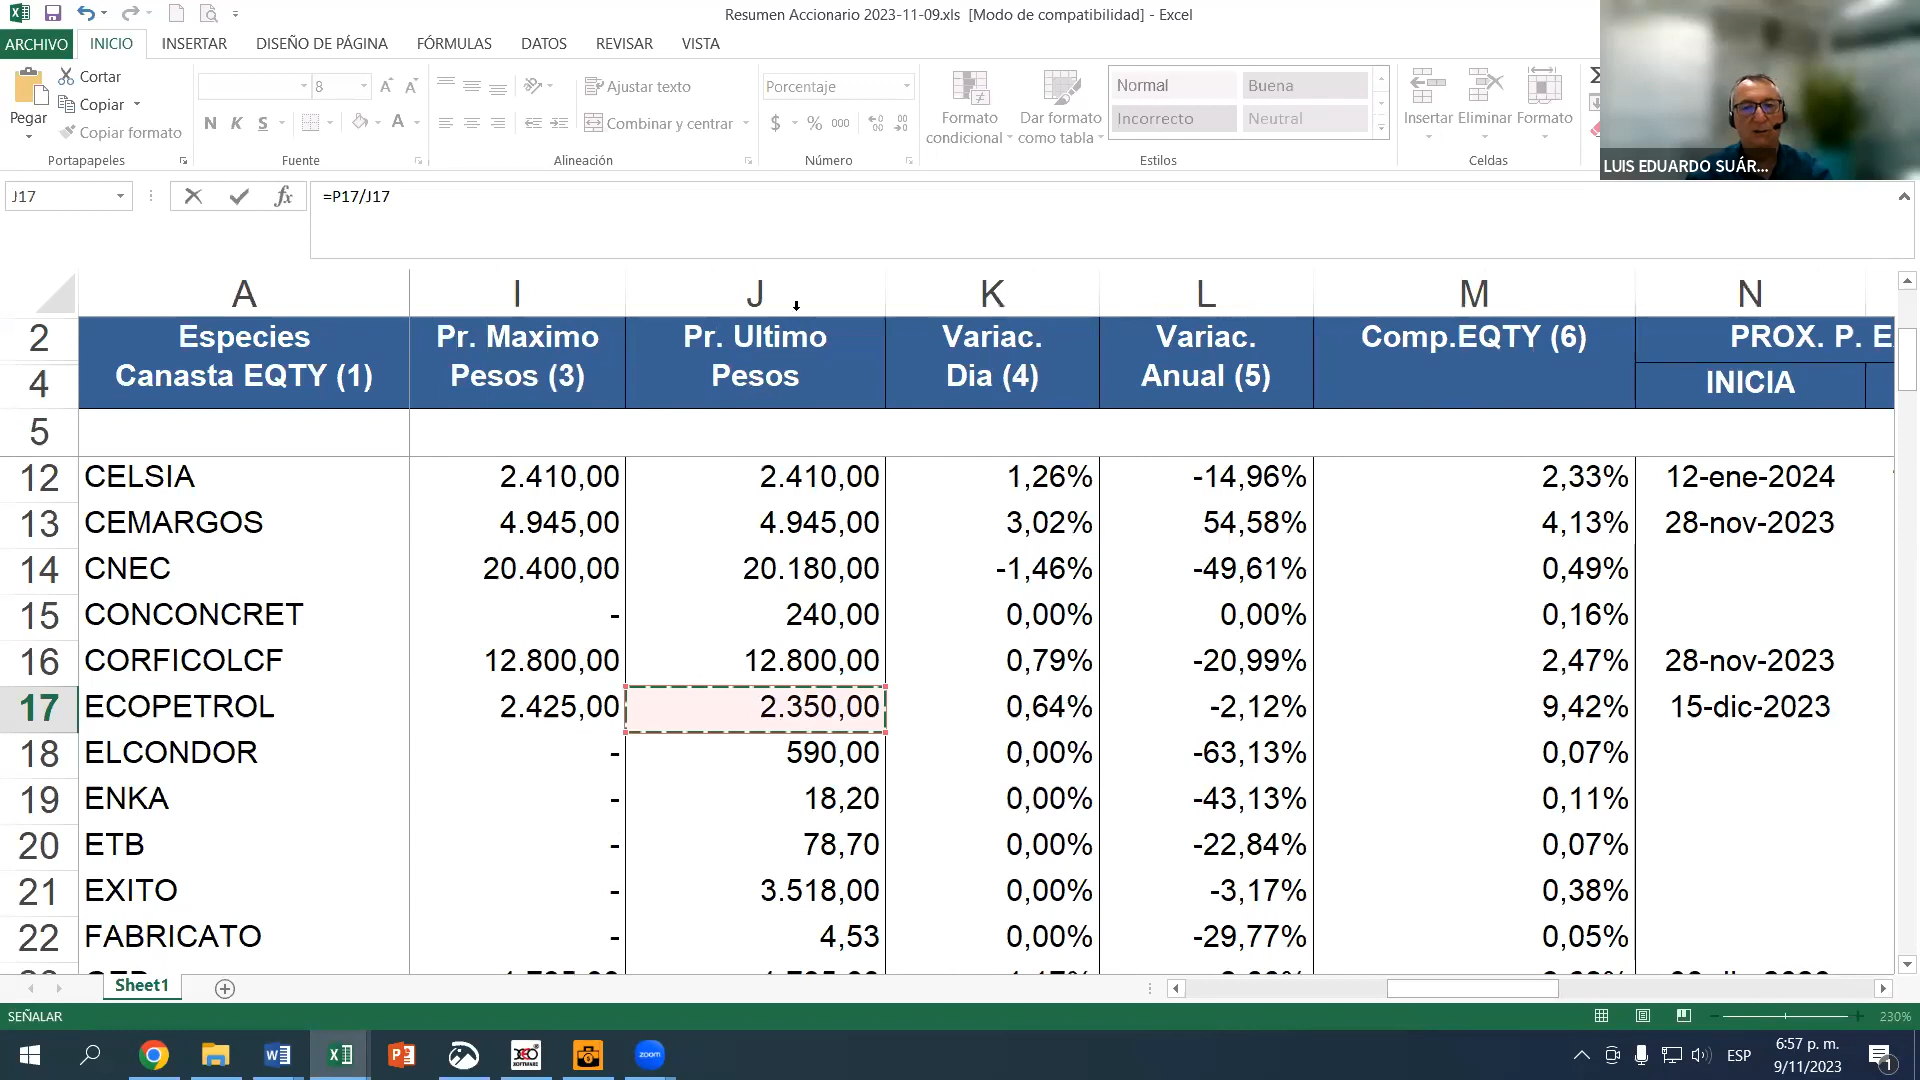 Resumen Accionario 2023-11-09.xls [Modo de compatibilidad] - Excel
ARCHIVO INICIO INSERTAR DISEÑO DE PÁGINA FÓRMULAS DATOS REVISAR VISTA
Pegar
Cortar
Copiar
Copiar formato
Portapapeles
8
N K S
Fuente
Ajustar texto
Combinar y centrar
Alineación
Porcentaje
$ % 000
Número
Formato condicional
Dar formato como tabla
Normal Buena
Incorrecto Neutral
Estilos
Insertar Eliminar Formato
Celdas
LUIS EDUARDO SUÁR...
J17 =P17/J17
A I J K L M N
2 Especies Pr. Maximo Pr. Ultimo Variac. Variac. Comp.EQTY (6) PROX. P. E
4 Canasta EQTY (1) Pesos (3) Pesos Dia (4) Anual (5) INICIA
5
12 CELSIA 2.410,00 2.410,00 1,26% -14,96% 2,33% 12-ene-2024
13 CEMARGOS 4.945,00 4.945,00 3,02% 54,58% 4,13% 28-nov-2023
14 CNEC 20.400,00 20.180,00 -1,46% -49,61% 0,49%
15 CONCONCRET - 240,00 0,00% 0,00% 0,16%
16 CORFICOLCF 12.800,00 12.800,00 0,79% -20,99% 2,47% 28-nov-2023
17 ECOPETROL 2.425,00 2.350,00 0,64% -2,12% 9,42% 15-dic-2023
18 ELCONDOR - 590,00 0,00% -63,13% 0,07%
19 ENKA - 18,20 0,00% -43,13% 0,11%
20 ETB - 78,70 0,00% -22,84% 0,07%
21 EXITO - 3.518,00 0,00% -3,17% 0,38%
22 FABRICATO - 4,53 0,00% -29,77% 0,05%
Sheet1
SEÑALAR 230%
zoom
ESP
6:57 p. m.
9/11/2023
1